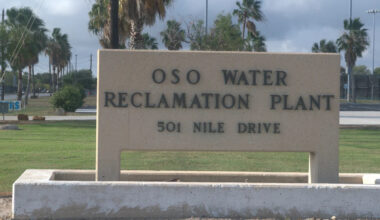 OSO WATER
RECLAMATION PLANT
501 NILE DRIVE